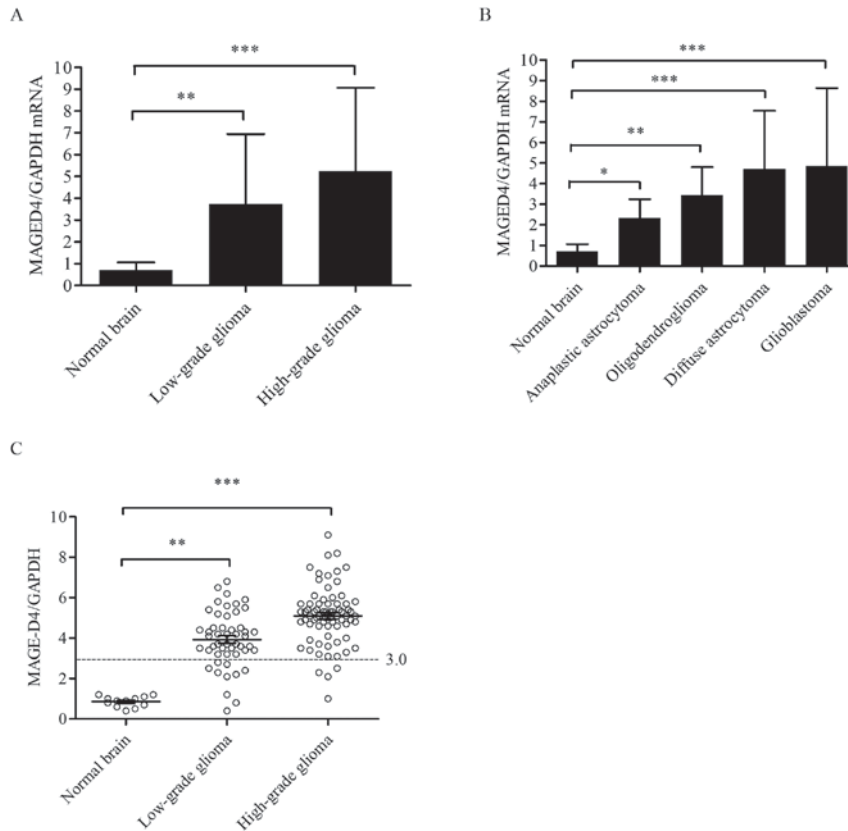 A
MAGED4/GAPDH mRNA
10
9
8
7
6
5
4
3
2
1
0
***
**
Normal brain
Low-grade glioma
High-grade glioma
B
MAGED4/GAPDH mRNA
10
9
8
7
6
5
4
3
2
1
0
***
***
**
*
Normal brain
Anaplastic astrocytoma
Oligodendroglioma
Diffuse astrocytoma
Glioblastoma
C
MAGE-D4/GAPDH
10
8
6
4
2
0
***
**
3.0
Normal brain
Low-grade glioma
High-grade glioma